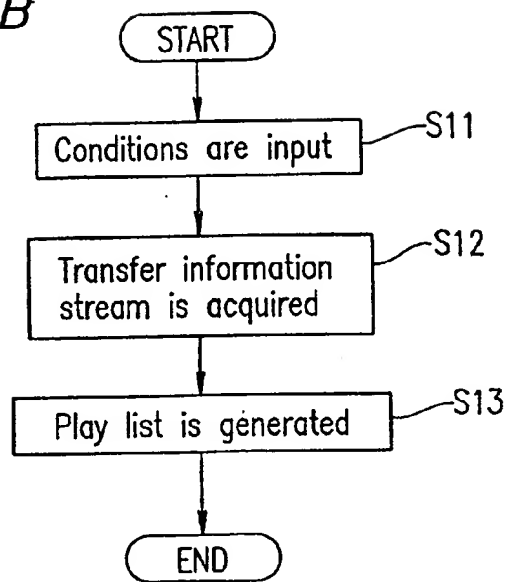 B
START
Conditions are input
S11
S12
Transfer information
stream is acquired
Play list is generated
S13
END